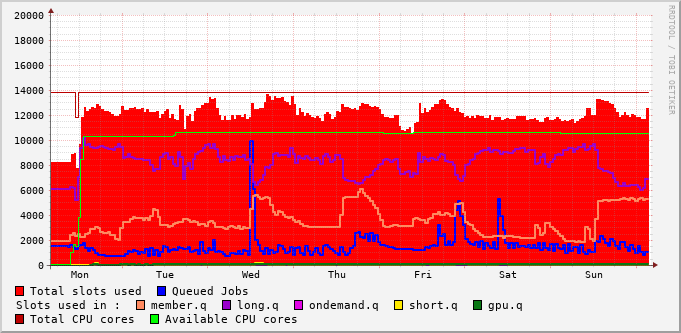 20000
18000
16000
14000
12000
10000
8000
6000
4000
2000
0
Mon Tue Wed Thu Fri Sat Sun
RRDTOOL / TOBI OETIKER
Total slots used Queued Jobs
Slots used in : member.q long.q ondemand.q short.q gpu.q
Total CPU cores Available CPU cores